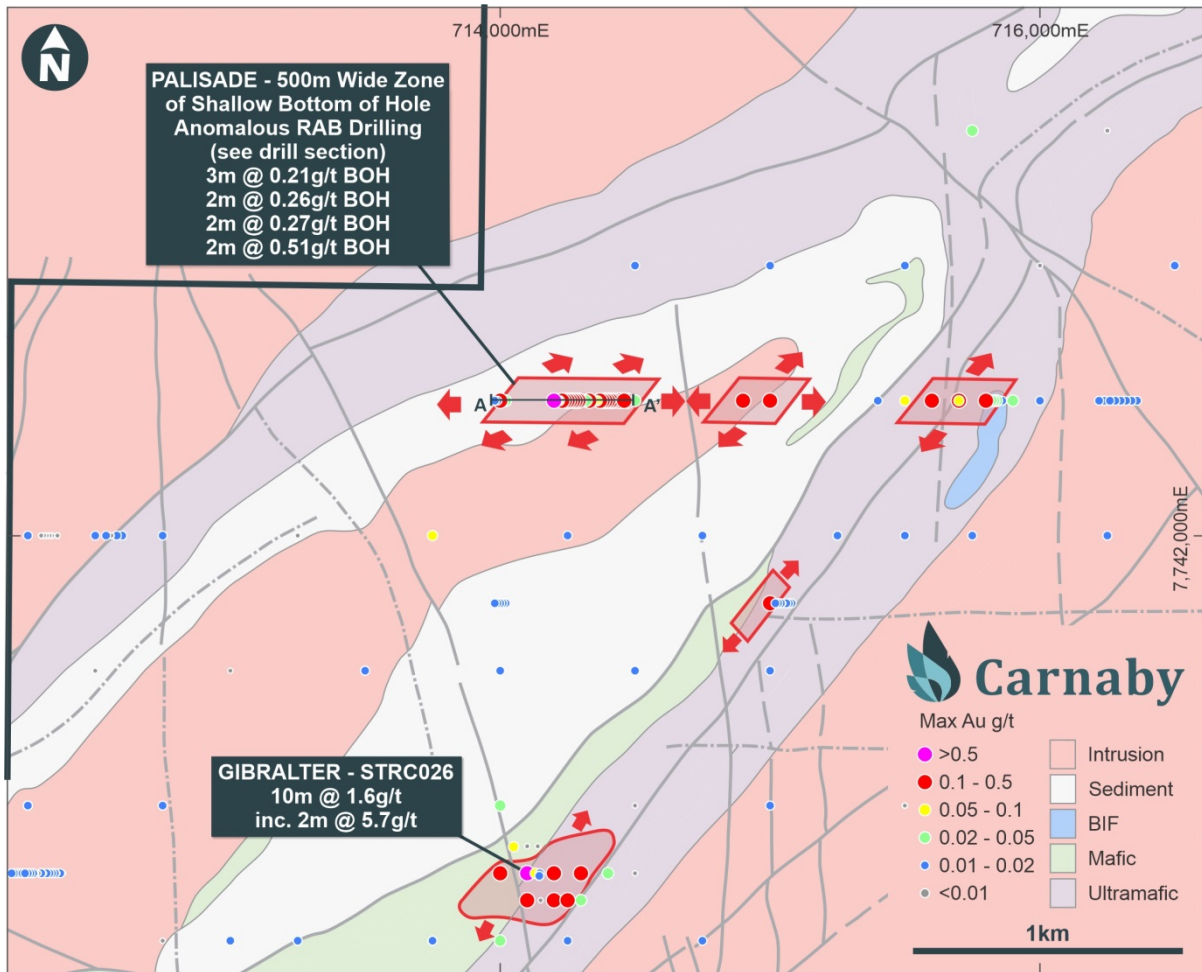 714,000mE
716,000mE
N
PALISADE - 500m Wide Zone
of Shallow Bottom of Hole
Anomalous RAB Drilling
(see drill section)
3m @ 0.21g/t BOH
2m @ 0.26g/t BOH
2m @ 0.27g/t BOH
2m @ 0.51g/t BOH
A
A'
7,742,000mE
GIBRALTER - STRC026
10m @ 1.6g/t
inc. 2m @ 5.7g/t
Carnaby
Max Au g/t
>0.5
0.1 - 0.5
0.05 - 0.1
0.02 - 0.05
0.01 - 0.02
<0.01
Intrusion
Sediment
BIF
Mafic
Ultramafic
1km